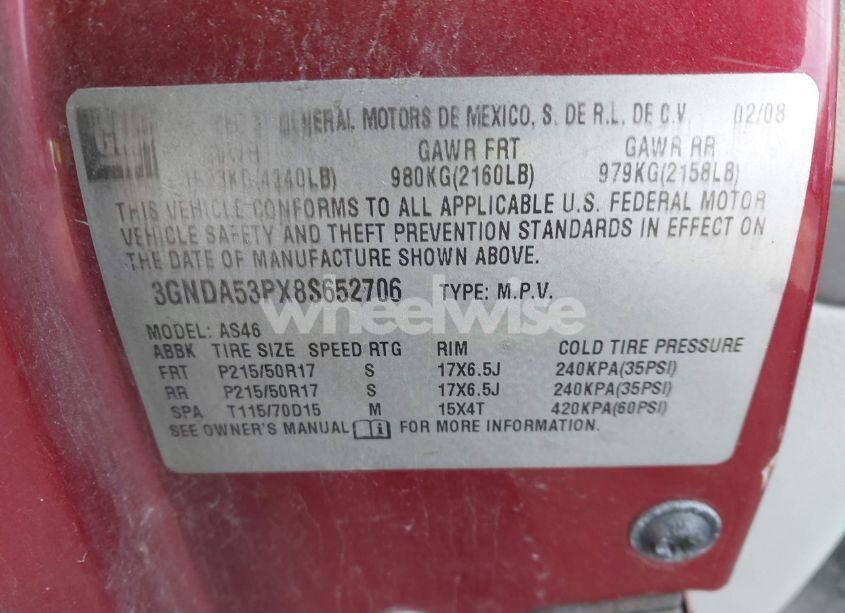 GM GENERAL MOTORS DE MEXICO, S. DE R.L. DE C.V. 02/08
GAWR FRT GAWR RR
KG(4340LB) 980KG(2160LB) 979KG(2158LB)
THIS VEHICLE CONFORMS TO ALL APPLICABLE U.S. FEDERAL MOTOR
VEHICLE SAFETY AND THEFT PREVENTION STANDARDS IN EFFECT ON
THE DATE OF MANUFACTURE SHOWN ABOVE.
3GNDA53PX8S652706 TYPE: M.P.V.
wheelwise
MODEL: AS46
ABBK TIRE SIZE SPEED RTG RIM COLD TIRE PRESSURE
FRT P215/50R17 S 17X6.5J 240KPA(35PSI)
RR P215/50R17 S 17X6.5J 240KPA(35PSI)
SPA T115/70D15 M 15X4T 420KPA(60PSI)
SEE OWNER'S MANUAL FOR MORE INFORMATION.